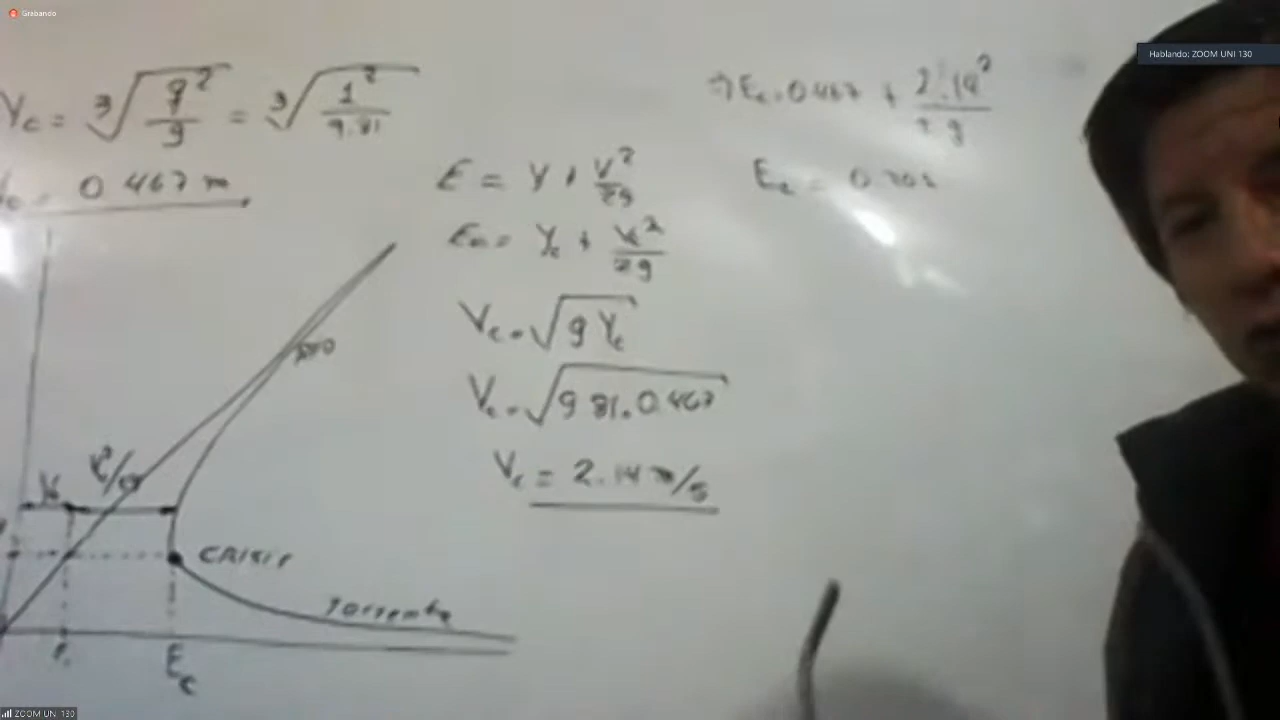 Grabando
Hablando: ZOOM UNI 130
Yc = ∛(q²/g) = ∛(1²/9.81)
Yc = 0.467 m
E = Y + V²/2g
Ec = Yc + Vc²/2g
Vc = √(g Yc)
Vc = √(9.81.0.467)
Vc = 2.14 m/s
⇒ Ec = 0.467 + 2.14²/2g
Ec =
RIO
CRISIS
Torrente
Ec
ZOOM UNI 130